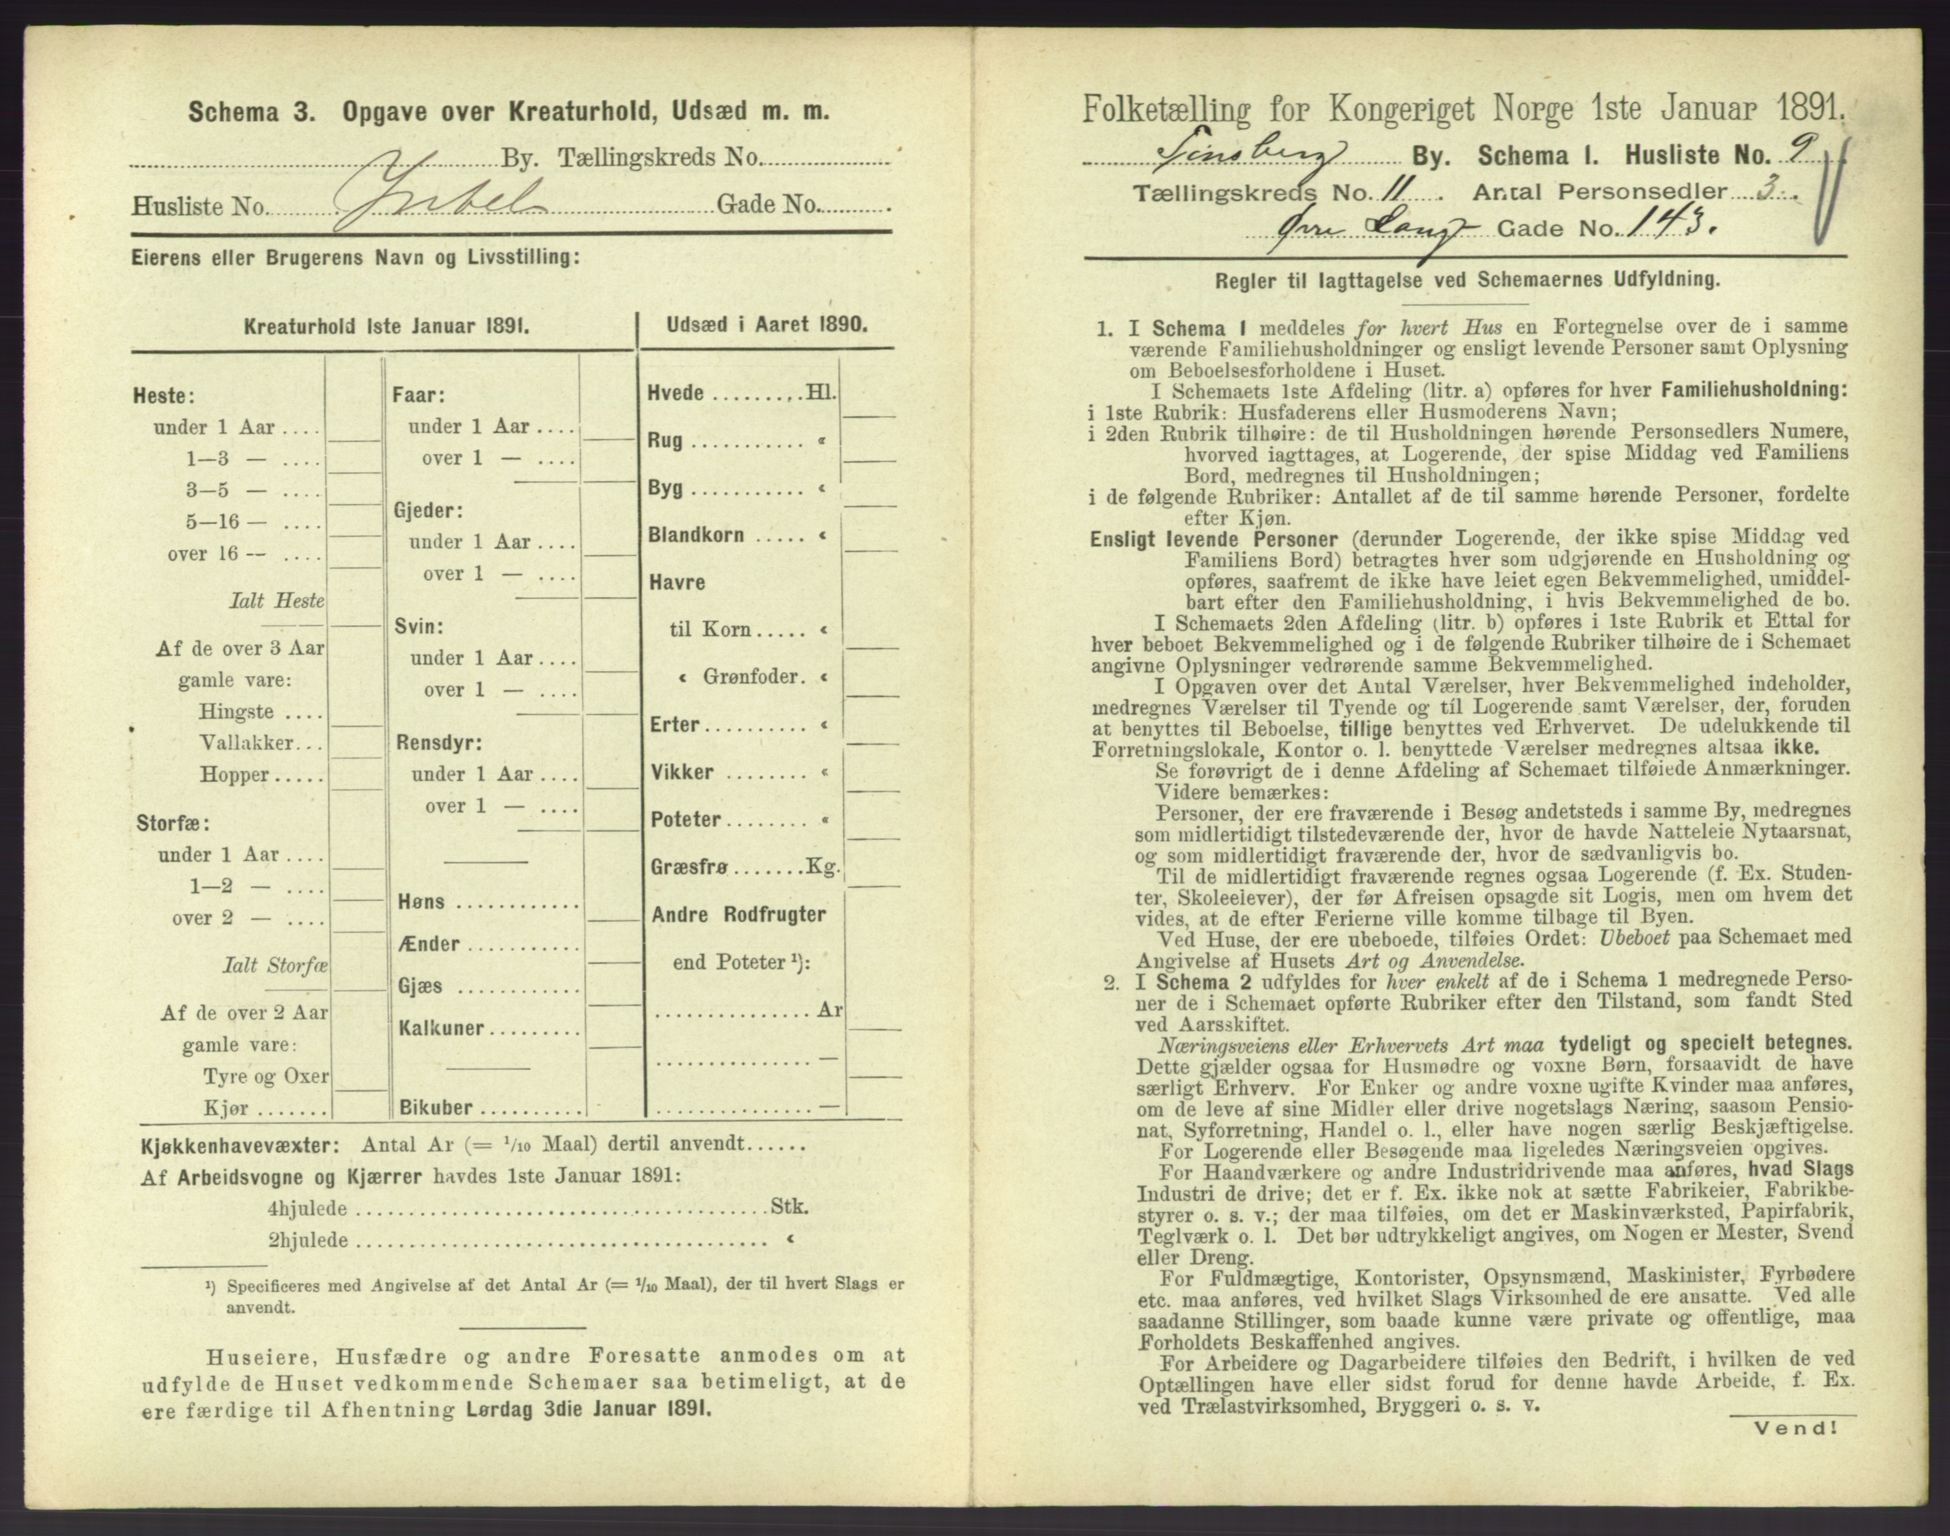 Schema 3. Opgave over Kreaturhold, Udsæd m. m.
By. Tællingskreds No.
Husliste No. Gade No.
Eierens eller Brugerens Navn og Livsstilling:
Kreaturhold 1ste Januar 1891.
Heste:
under 1 Aar ....
1—3 — ....
3—5 — ....
5—16 — ....
over 16 — ....
Ialt Heste
Af de over 3 Aar
gamle vare:
Hingste ....
Vallakker...
Hopper.....
Storfæ:
under 1 Aar ....
1—2 — ....
over 2 — ....
Ialt Storfæ
Af de over 2 Aar
gamle vare:
Tyre og Oxer
Kjør .......
Faar:
under 1 Aar ....
over 1 — ....
Gjeder:
under 1 Aar ....
over 1 — ....
Svin:
under 1 Aar ....
over 1 — ....
Rensdyr:
under 1 Aar ....
over 1 — ....
Høns ............
Ænder ...........
Gjæs ............
Kalkuner.........
Bikuber ..........
Udsæd i Aaret 1890.
Hvede ......... Hl.
Rug ........... «
Byg ........... «
Blandkorn ..... «
Havre
til Korn ..... «
« Grønfoder. «
Erter.......... «
Vikker ........ «
Poteter........ «
Græsfrø.......Kg.
Andre Rodfrugter
end Poteter ¹):
............... Ar
............... —
............... —
Kjøkkenhavevæxter: Antal Ar (= 1/10 Maal) dertil anvendt......
Af Arbeidsvogne og Kjærrer havdes 1ste Januar 1891:
4hjulede ....................................... Stk.
2hjulede ....................................... «
¹) Specificeres med Angivelse af det Antal Ar (= 1/10 Maal), der til hvert Slags er
anvendt.
Huseiere, Husfædre og andre Foresatte anmodes om at
udfylde de Huset vedkommende Schemaer saa betimeligt, at de
ere færdige til Afhentning Lørdag 3die Januar 1891.
Folketælling for Kongeriget Norge 1ste Januar 1891.
Tønsberg By. Schema 1. Husliste No. 9
Tællingskreds No. 11. Antal Personsedler 3.
Øvre Lang Gade No. 143.
Regler til Iagttagelse ved Schemaernes Udfyldning.
1. I Schema 1 meddeles for hvert Hus en Fortegnelse over de i samme
værende Familiehusholdninger og ensligt levende Personer samt Oplysning
om Beboelsesforholdene i Huset.
I Schemaets 1ste Afdeling (litr. a) opføres for hver Familiehusholdning:
i 1ste Rubrik: Husfaderens eller Husmoderens Navn;
i 2den Rubrik tilhøire: de til Husholdningen hørende Personsedlers Numere,
hvorved iagttages, at Logerende, der spise Middag ved Familiens
Bord, medregnes til Husholdningen;
i de følgende Rubriker: Antallet af de til samme hørende Personer, fordelte
efter Kjøn.
Ensligt levende Personer (derunder Logerende, der ikke spise Middag ved
Familiens Bord) betragtes hver som udgjørende en Husholdning og
opføres, saafremt de ikke have leiet egen Bekvemmelighed, umiddel-
bart efter den Familiehusholdning, i hvis Bekvemmelighed de bo.
I Schemaets 2den Afdeling (litr. b) opføres i 1ste Rubrik et Ettal for
hver beboet Bekvemmelighed og i de følgende Rubriker tilhøire de i Schemaet
angivne Oplysninger vedrørende samme Bekvemmelighed.
I Opgaven over det Antal Værelser, hver Bekvemmelighed indeholder,
medregnes Værelser til Tyende og til Logerende samt Værelser, der, foruden
at benyttes til Beboelse, tillige benyttes ved Erhvervet. De udelukkende til
Forretningslokale, Kontor o. l. benyttede Værelser medregnes altsaa ikke.
Se forøvrigt de i denne Afdeling af Schemaet tilføiede Anmærkninger.
Videre bemærkes:
Personer, der ere fraværende i Besøg andetsteds i samme By, medregnes
som midlertidigt tilstedeværende der, hvor de havde Natteleie Nytaarsnat,
og som midlertidigt fraværende der, hvor de sædvanligvis bo.
Til de midlertidigt fraværende regnes ogsaa Logerende (f. Ex. Studen-
ter, Skoleelever), der før Afreisen opsagde sit Logis, men om hvem det
vides, at de efter Ferierne ville komme tilbage til Byen.
Ved Huse, der ere ubeboede, tilføies Ordet: Ubeboet paa Schemaet med
Angivelse af Husets Art og Anvendelse.
2. I Schema 2 udfyldes for hver enkelt af de i Schema 1 medregnede Perso-
ner de i Schemaet opførte Rubriker efter den Tilstand, som fandt Sted
ved Aarsskiftet.
Næringsveiens eller Erhvervets Art maa tydeligt og specielt betegnes.
Dette gjælder ogsaa for Husmødre og voxne Børn, forsaavidt de have
særligt Erhverv. For Enker og andre voxne ugifte Kvinder maa anføres,
om de leve af sine Midler eller drive nogetslags Næring, saasom Pensio-
nat, Syforretning, Handel o. l., eller have nogen særlig Beskjæftigelse.
For Logerende eller Besøgende maa ligeledes Næringsveien opgives.
For Haandværkere og andre Industridrivende maa anføres, hvad Slags
Industri de drive; det er f. Ex. ikke nok at sætte Fabrikeier, Fabrikbe-
styrer o. s. v.; der maa tilføies, om det er Maskinværksted, Papirfabrik,
Teglværk o. l. Det bør udtrykkeligt angives, om Nogen er Mester, Svend
eller Dreng.
For Fuldmægtige, Kontorister, Opsynsmænd, Maskinister, Fyrbødere
etc. maa anføres, ved hvilket Slags Virksomhed de ere ansatte. Ved alle
saadanne Stillinger, som baade kunne være private og offentlige, maa
Forholdets Beskaffenhed angives.
For Arbeidere og Dagarbeidere tilføies den Bedrift, i hvilken de ved
Optællingen have eller sidst forud for denne havde Arbeide, f. Ex.
ved Trælastvirksomhed, Bryggeri o. s. v.
Vend!